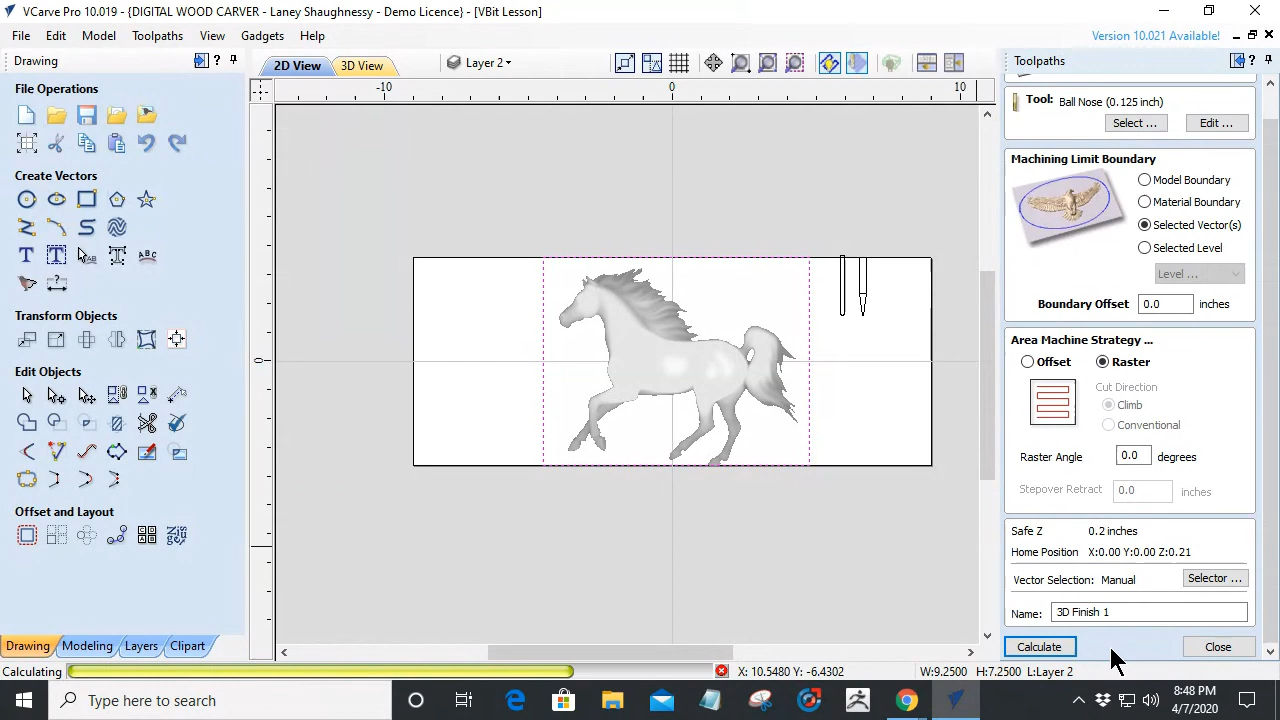 VCarve Pro 10.019 - {DIGITAL WOOD CARVER - Laney Shaughnessy - Demo Licence} - [VBit Lesson]
File Edit Model Toolpaths View Gadgets Help
Version 10.021 Available!
Drawing
2D View
3D View
Layer 2
Toolpaths
File Operations
-10
0
10
Tool: Ball Nose (0.125 inch)
Select ...
Edit ...
Create Vectors
Machining Limit Boundary
Model Boundary
Material Boundary
Selected Vector(s)
Selected Level
Level ...
Boundary Offset 0.0 inches
Transform Objects
Area Machine Strategy ...
Offset
Raster
0
Edit Objects
Cut Direction
Climb
Conventional
Raster Angle 0.0 degrees
Stepover Retract 0.0 inches
Offset and Layout
Safe Z 0.2 inches
Home Position X:0.00 Y:0.00 Z:0.21
Vector Selection: Manual
Selector ...
Name: 3D Finish 1
Drawing Modeling Layers Clipart
Calculate
Close
Calculating
X: 10.5480 Y: -6.4302
W:9.2500 H:7.2500 L:Layer 2
Type here to search
8:48 PM
4/7/2020